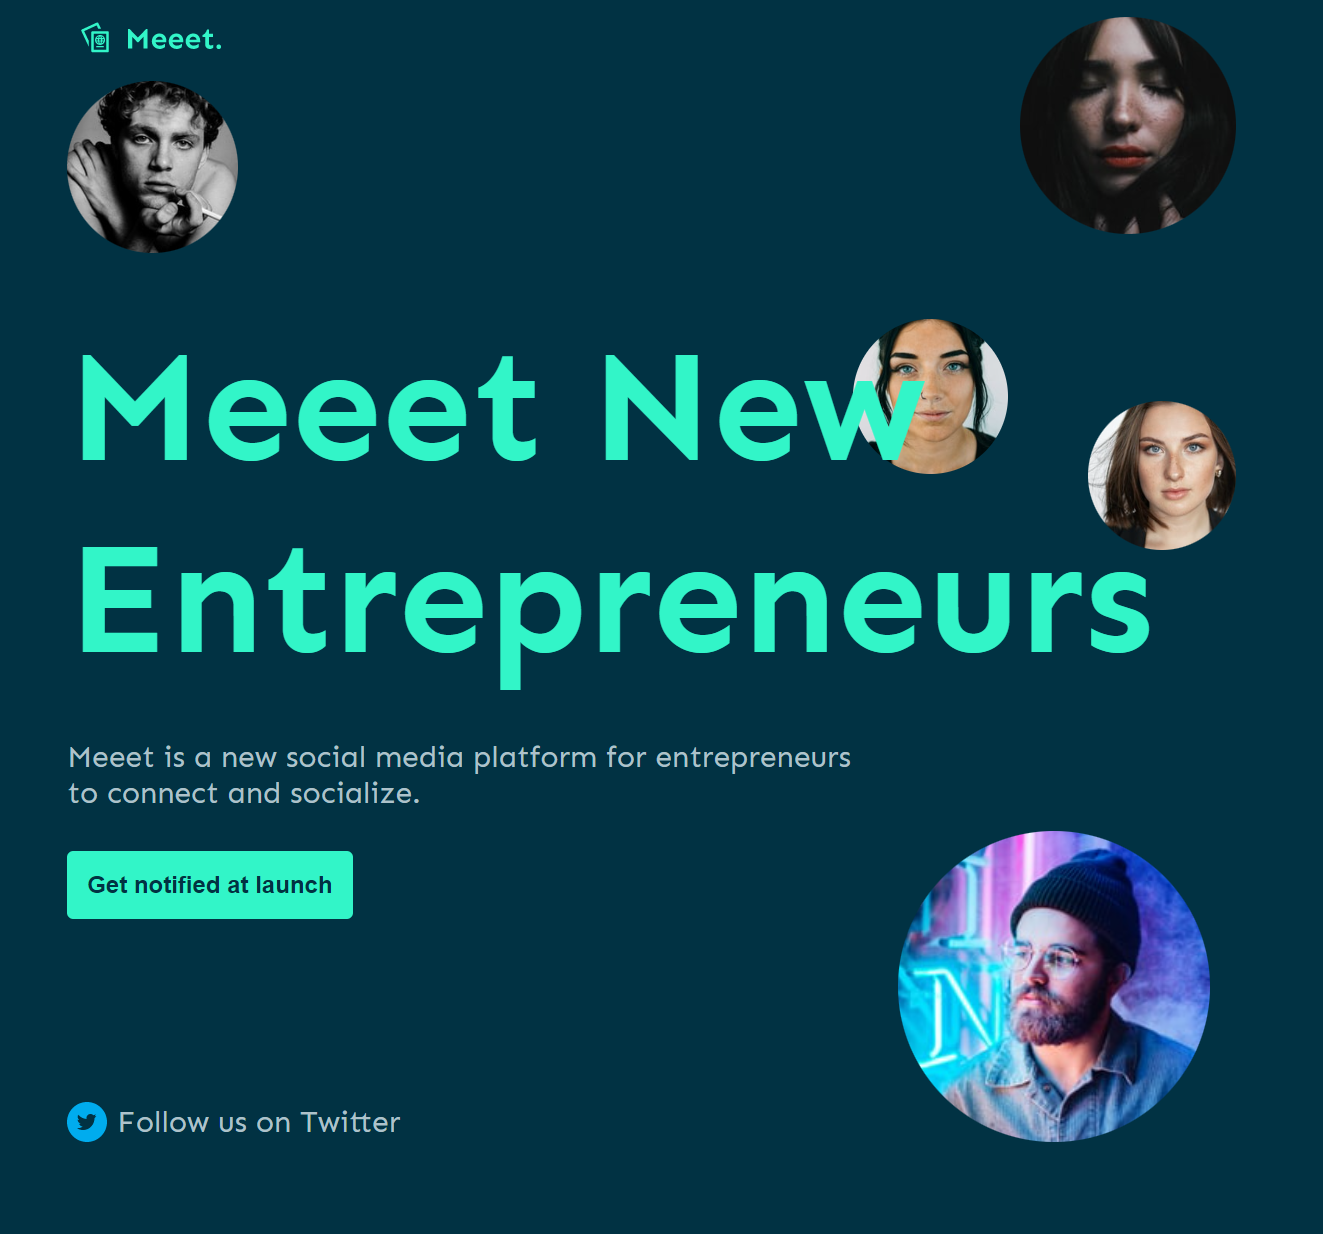 Meeet.
Meeet New
Entrepreneurs
Meeet is a new social media platform for entrepreneurs
to connect and socialize.
Get notified at launch
N
Follow us on Twitter